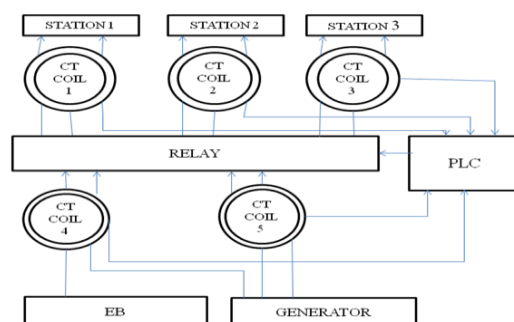 STATION 1
STATION 2
STATION 3
CT
COIL
1
CT
COIL
2
CT
COIL
3
RELAY
PLC
CT
COIL
4
CT
COIL
5
EB
GENERATOR